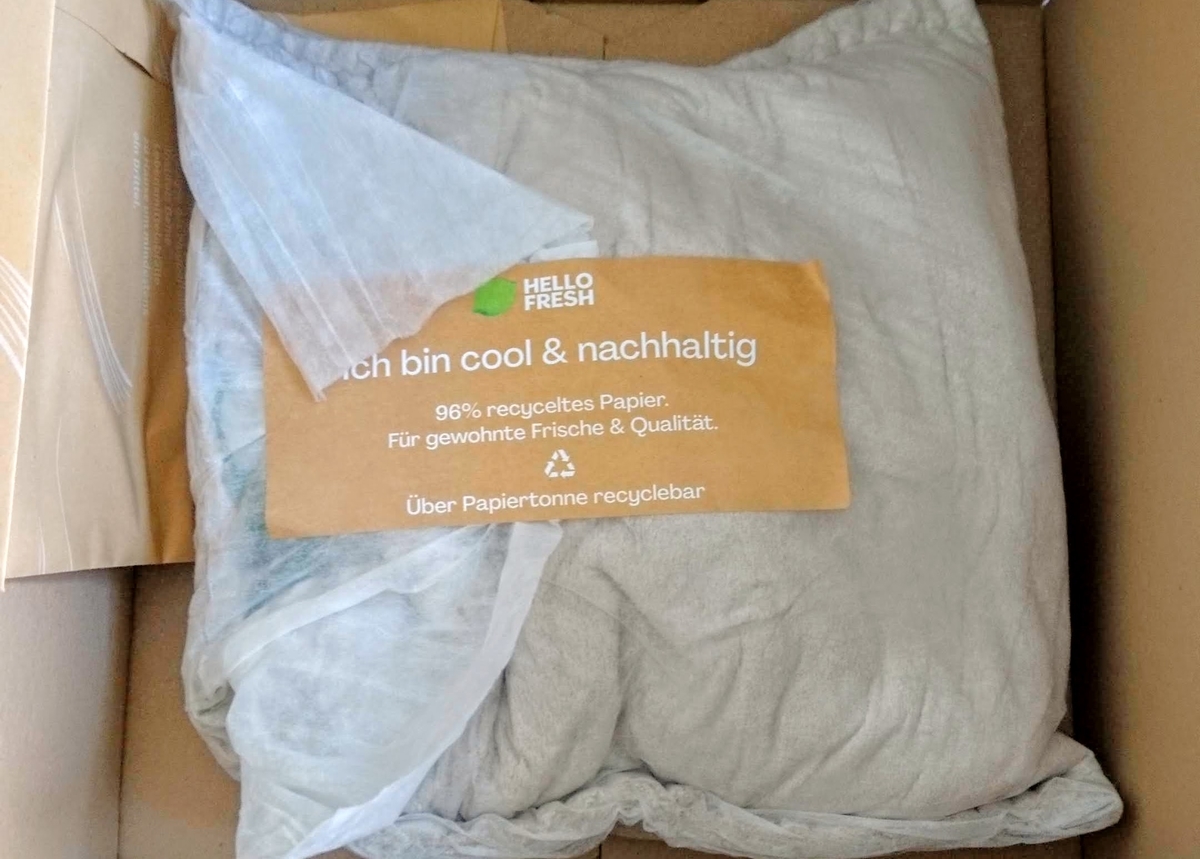 HELLO
FRESH
Ich bin cool & nachhaltig
96% recyceltes Papier.
Für gewohnte Frische & Qualität.
Über Papiertonne recyclebar